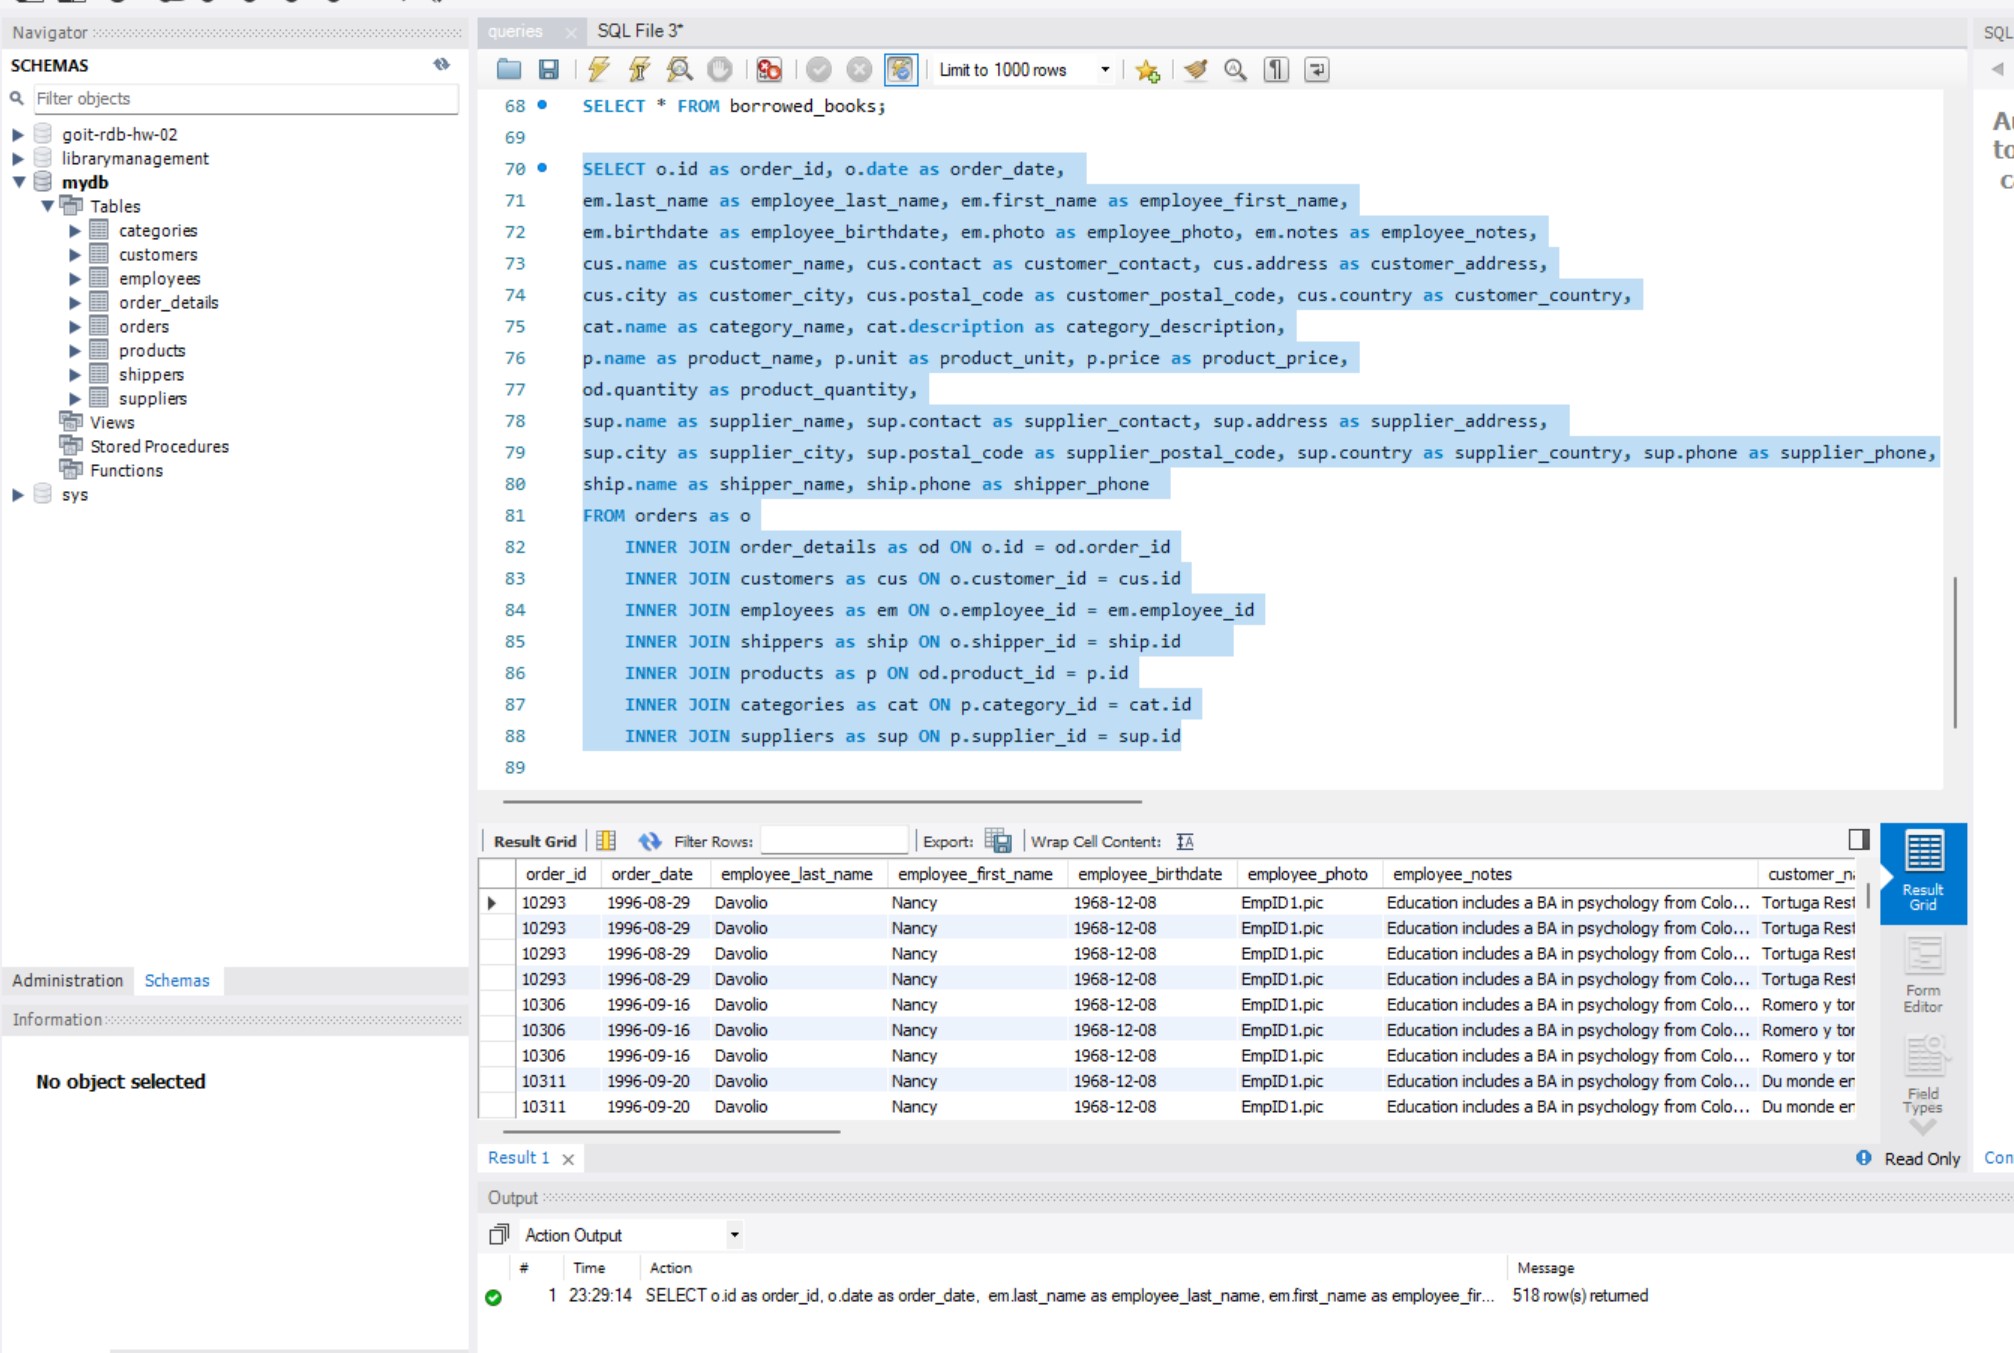 Navigator
SCHEMAS
Filter objects
goit-rdb-hw-02
librarymanagement
mydb
Tables
categories
customers
employees
order_details
orders
products
shippers
suppliers
Views
Stored Procedures
Functions
sys
Administration Schemas
Information
No object selected
queries SQL File 3*
Limit to 1000 rows
68 SELECT * FROM borrowed_books;
69
70 SELECT o.id as order_id, o.date as order_date,
71 em.last_name as employee_last_name, em.first_name as employee_first_name,
72 em.birthdate as employee_birthdate, em.photo as employee_photo, em.notes as employee_notes,
73 cus.name as customer_name, cus.contact as customer_contact, cus.address as customer_address,
74 cus.city as customer_city, cus.postal_code as customer_postal_code, cus.country as customer_country,
75 cat.name as category_name, cat.description as category_description,
76 p.name as product_name, p.unit as product_unit, p.price as product_price,
77 od.quantity as product_quantity,
78 sup.name as supplier_name, sup.contact as supplier_contact, sup.address as supplier_address,
79 sup.city as supplier_city, sup.postal_code as supplier_postal_code, sup.country as supplier_country, sup.phone as supplier_phone,
80 ship.name as shipper_name, ship.phone as shipper_phone
81 FROM orders as o
82 INNER JOIN order_details as od ON o.id = od.order_id
83 INNER JOIN customers as cus ON o.customer_id = cus.id
84 INNER JOIN employees as em ON o.employee_id = em.employee_id
85 INNER JOIN shippers as ship ON o.shipper_id = ship.id
86 INNER JOIN products as p ON od.product_id = p.id
87 INNER JOIN categories as cat ON p.category_id = cat.id
88 INNER JOIN suppliers as sup ON p.supplier_id = sup.id
89
Result Grid Filter Rows: Export: Wrap Cell Content:
order_id order_date employee_last_name employee_first_name employee_birthdate employee_photo employee_notes
10293 1996-08-29 Davolio Nancy 1968-12-08 EmpID1.pic Education includes a BA in psychology from Colo... Tortuga Rest
10293 1996-08-29 Davolio Nancy 1968-12-08 EmpID1.pic Education includes a BA in psychology from Colo... Tortuga Rest
10293 1996-08-29 Davolio Nancy 1968-12-08 EmpID1.pic Education includes a BA in psychology from Colo... Tortuga Rest
10293 1996-08-29 Davolio Nancy 1968-12-08 EmpID1.pic Education includes a BA in psychology from Colo... Tortuga Rest
10306 1996-09-16 Davolio Nancy 1968-12-08 EmpID1.pic Education includes a BA in psychology from Colo... Romero y tor
10306 1996-09-16 Davolio Nancy 1968-12-08 EmpID1.pic Education includes a BA in psychology from Colo... Romero y tor
10306 1996-09-16 Davolio Nancy 1968-12-08 EmpID1.pic Education includes a BA in psychology from Colo... Romero y tor
10311 1996-09-20 Davolio Nancy 1968-12-08 EmpID1.pic Education includes a BA in psychology from Colo... Du monde en
10311 1996-09-20 Davolio Nancy 1968-12-08 EmpID1.pic Education includes a BA in psychology from Colo... Du monde en
Result
Grid
Form
Editor
Field
Types
Result 1 Read Only
Output
Action Output
# Time Action Message
1 23:29:14 SELECT o.id as order_id, o.date as order_date, em.last_name as employee_last_name, em.first_name as employee_fir... 518 row(s) returned
SQL
to
Con